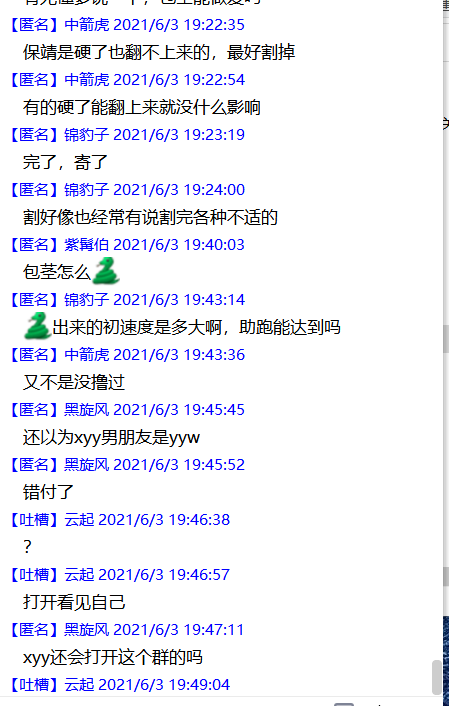 【匿名】中箭虎 2021/6/3 19:22:35
保靖是硬了也翻不上来的，最好割掉
【匿名】中箭虎 2021/6/3 19:22:54
有的硬了能翻上来就没什么影响
【匿名】锦豹子 2021/6/3 19:23:19
完了，寄了
【匿名】锦豹子 2021/6/3 19:24:00
割好像也经常有说割完各种不适的
【匿名】紫髯伯 2021/6/3 19:40:03
包茎怎么
【匿名】锦豹子 2021/6/3 19:43:14
出来的初速度是多大啊，助跑能达到吗
【匿名】中箭虎 2021/6/3 19:43:36
又不是没撸过
【匿名】黑旋风 2021/6/3 19:45:45
还以为xyy男朋友是yyw
【匿名】黑旋风 2021/6/3 19:45:52
错付了
【吐槽】云起 2021/6/3 19:46:38
？
【吐槽】云起 2021/6/3 19:46:57
打开看见自己
【匿名】黑旋风 2021/6/3 19:47:11
xyy还会打开这个群的吗
【吐槽】云起 2021/6/3 19:49:04